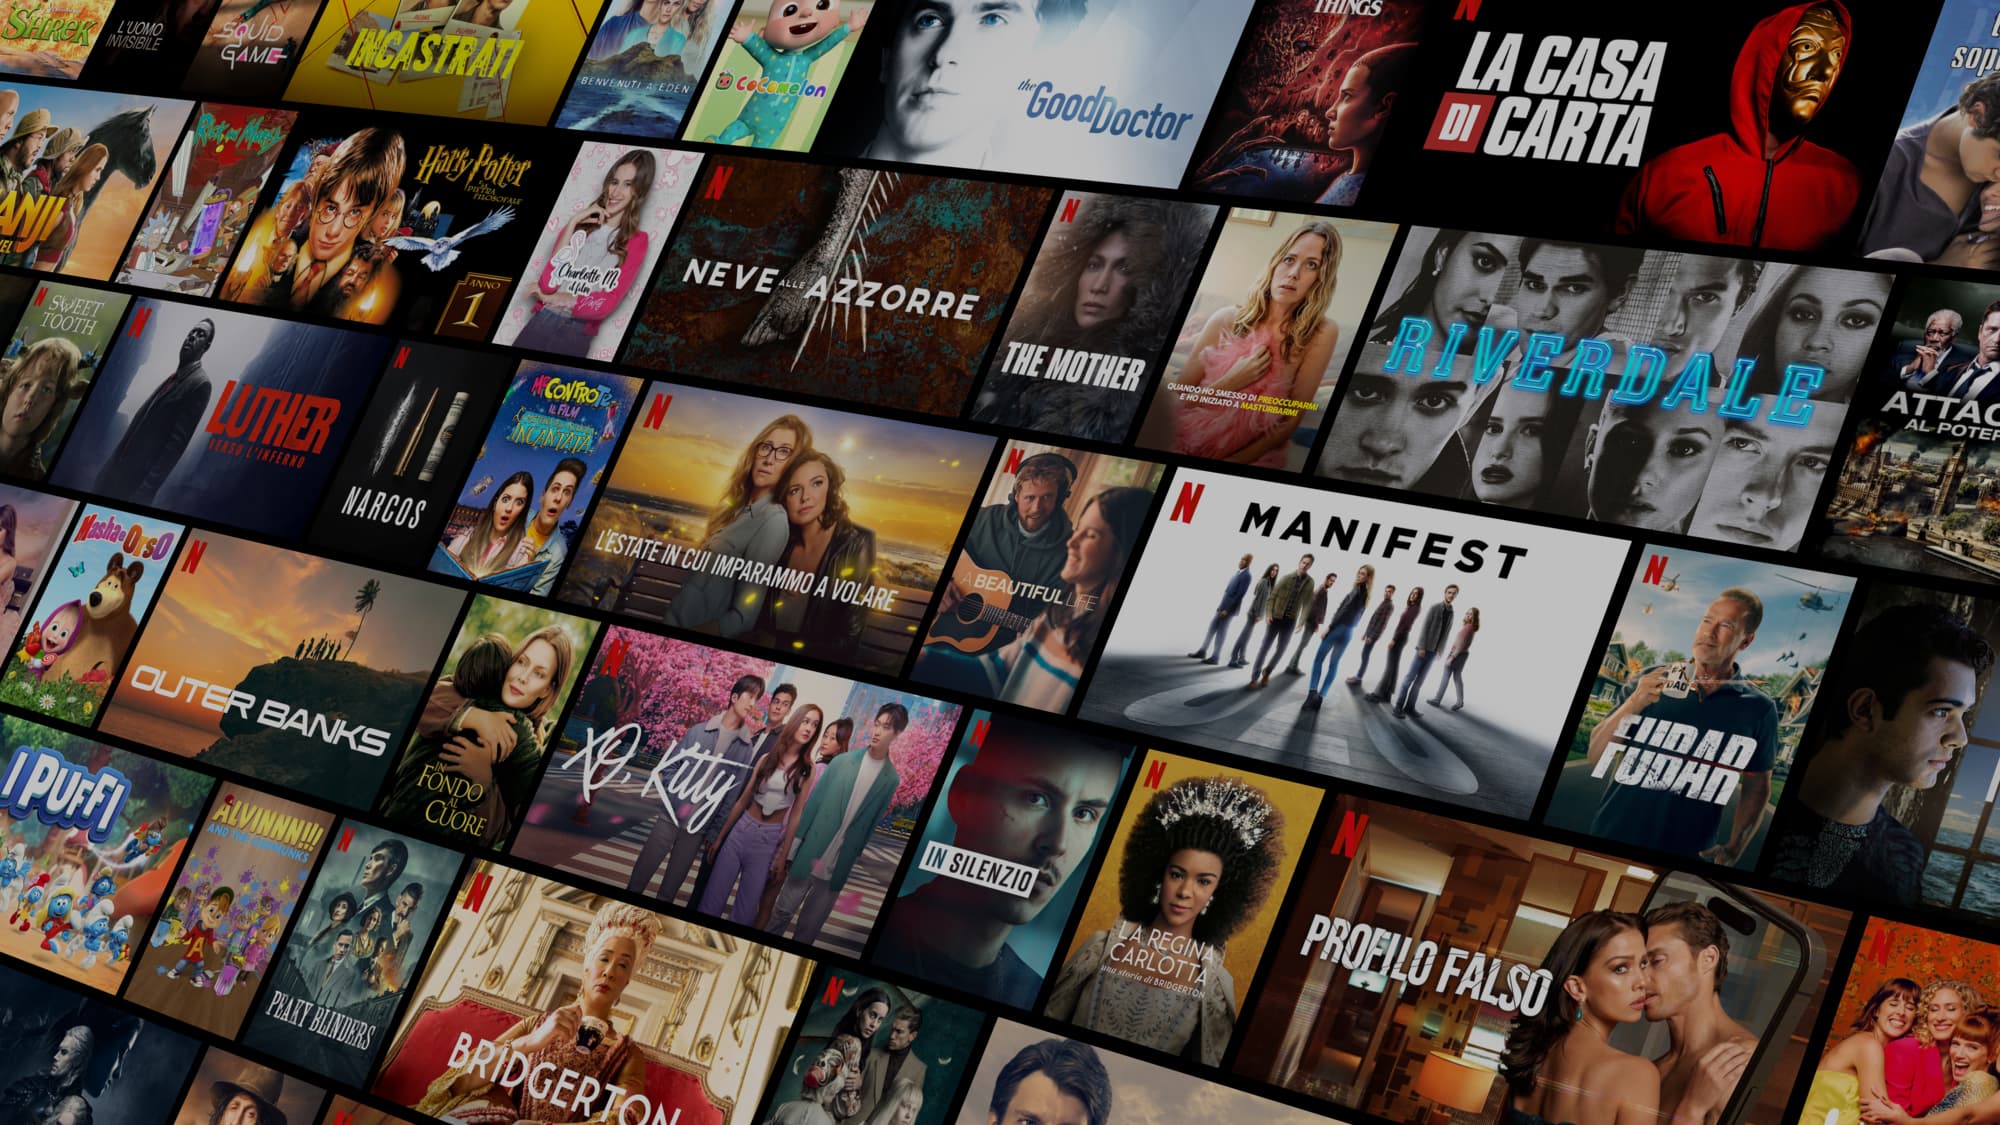 SHREK
L'UOMO
INVISIBILE
SQUID
GAME
INCASTRATI
BENVENUTI A EDEN
CoComelon
the Good Doctor
THINGS
N
LA CASA
DI CARTA
ANJI
Rick and Morty
Harry Potter
E LA
PIETRA
FILOSOFALE
ANNO
1
Charlotte M.
il film
N
NEVE ALLE AZZORRE
N
THE MOTHER
QUANDO HO SMESSO DI PREOCCUPARMI
E HO INIZIATO A MASTURBARMI
RIVERDALE
ATTAC
AL POTER
N
SWEET
TOOTH
N
LUTHER
VERSO L'INFERNO
N
NARCOS
MECONTROTE
IL FILM
INCANTATA
N
L'ESTATE IN CUI IMPARAMMO A VOLARE
N
A BEAUTIFUL LIFE
N
MANIFEST
N
DAD
FUBAR
Masha e Orso
N
OUTER BANKS
IN
FONDO
AL
CUORE
N
XO, Kitty
N
IN SILENZIO
N
LA REGINA
CARLOTTA
una storia di BRIDGERTON
N
PROFILO FALSO
N
I PUFFI
ALVINNN!!!
AND THE CHIPMUNKS
N
PEAKY BLINDERS
N
BRIDGERTON
N
N